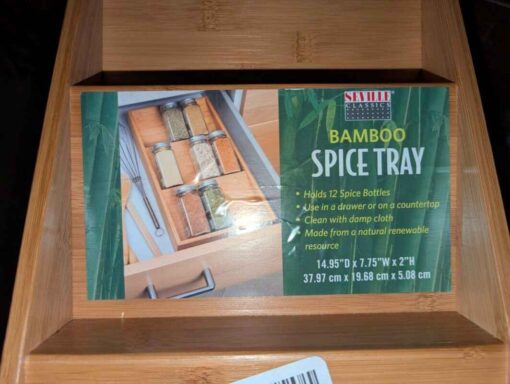 SEVILLE
CLASSICS
BAMBOO
SPICE TRAY
• Holds 12 Spice Bottles
• Use in a drawer or on a countertop
• Clean with damp cloth
• Made from a natural renewable
resource
14.95"D x 7.75"W x 2"H
37.97 cm x 19.68 cm x 5.08 cm